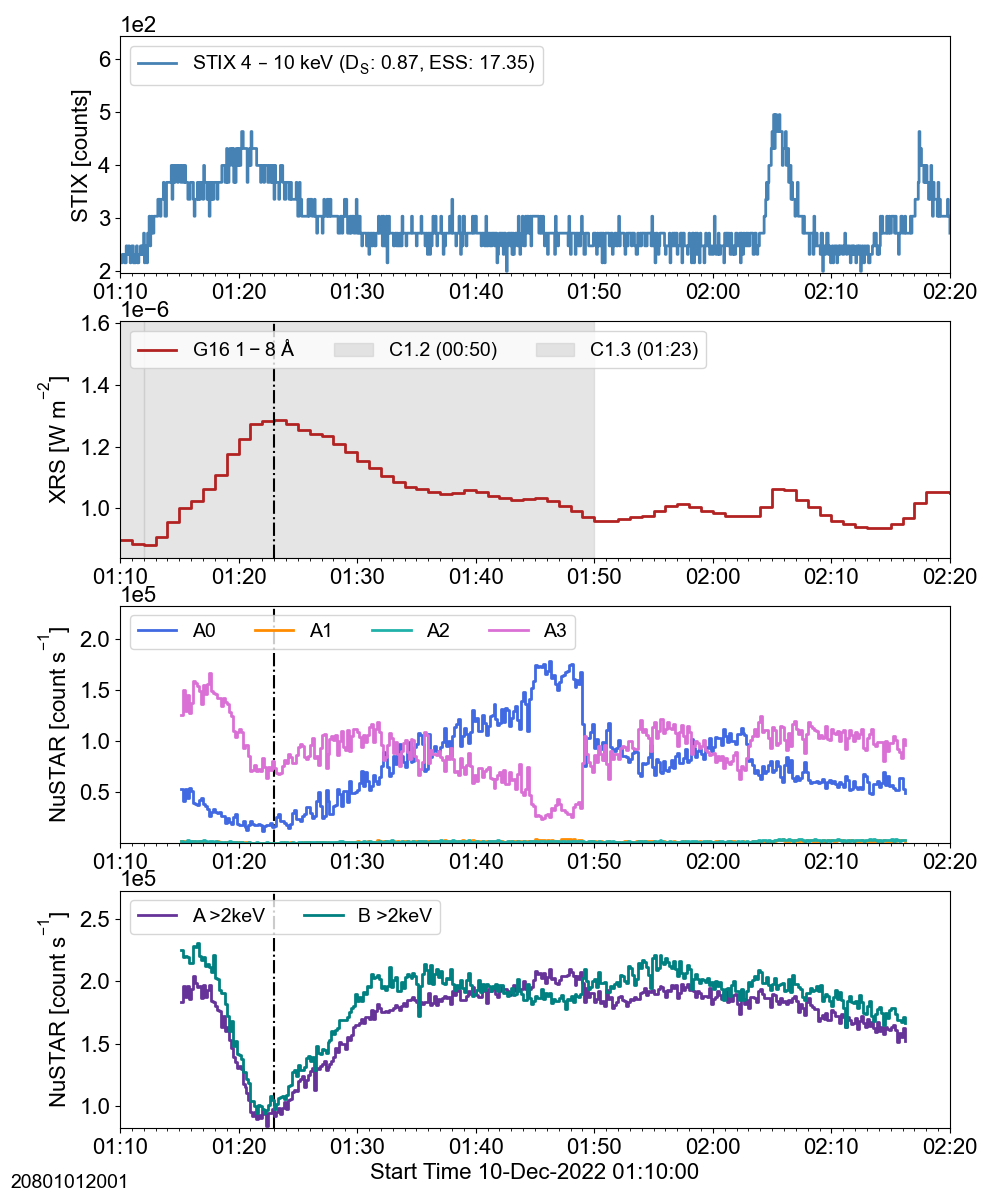 1e2
STIX 4 – 10 keV (D_S: 0.87, ESS: 17.35)
STIX [counts]
6
5
4
3
2
01:10 01:20 01:30 01:40 01:50 02:00 02:10 02:20
1e−6
G16 1 – 8 Å C1.2 (00:50) C1.3 (01:23)
XRS [W m⁻²]
1.6
1.4
1.2
1.0
01:10 01:20 01:30 01:40 01:50 02:00 02:10 02:20
1e5
A0 A1 A2 A3
NuSTAR [count s⁻¹]
2.0
1.5
1.0
0.5
01:10 01:20 01:30 01:40 01:50 02:00 02:10 02:20
1e5
A >2keV B >2keV
NuSTAR [count s⁻¹]
2.5
2.0
1.5
1.0
01:10 01:20 01:30 01:40 01:50 02:00 02:10 02:20
Start Time 10-Dec-2022 01:10:00
20801012001